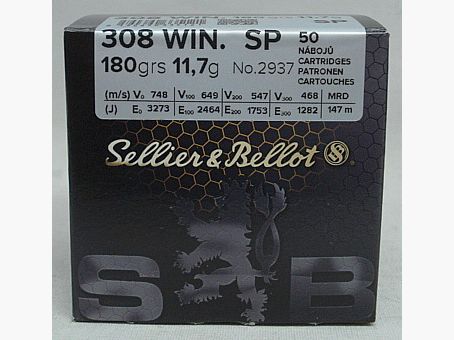 308 WIN. SP 50
NÁBOJŮ
CARTRIDGES
PATRONEN
CARTOUCHES
180grs 11,7g No.2937
(m/s) V0 748 V100 649 V200 547 V300 468 MRD
(J) E0 3273 E100 2464 E200 1753 E300 1282 147 m
Sellier & Bellot
S B